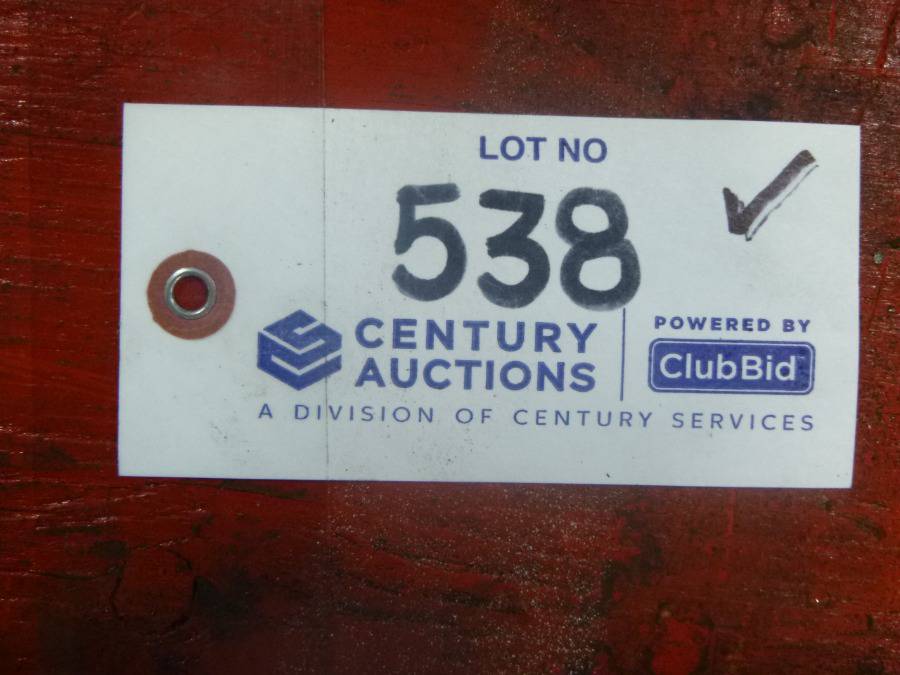 LOT NO
538
CENTURY AUCTIONS
POWERED BY
ClubBid
A DIVISION OF CENTURY SERVICES